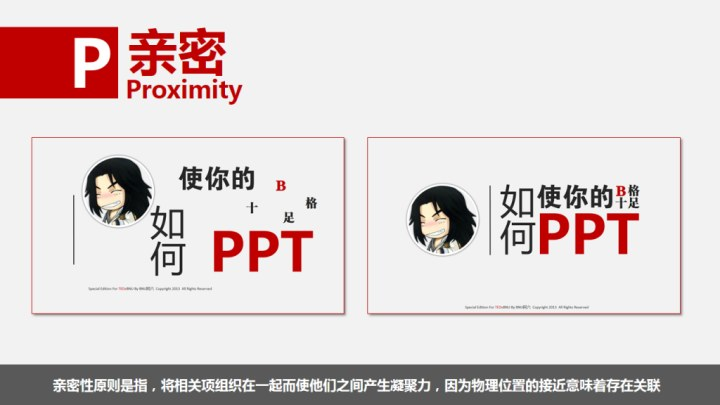 P
亲密
Proximity
使你的
B
十
足
格
如何
PPT
如何
使你的
B格
十足
PPT
亲密性原则是指，将相关项组织在一起而使他们之间产生凝聚力，因为物理位置的接近意味着存在关联